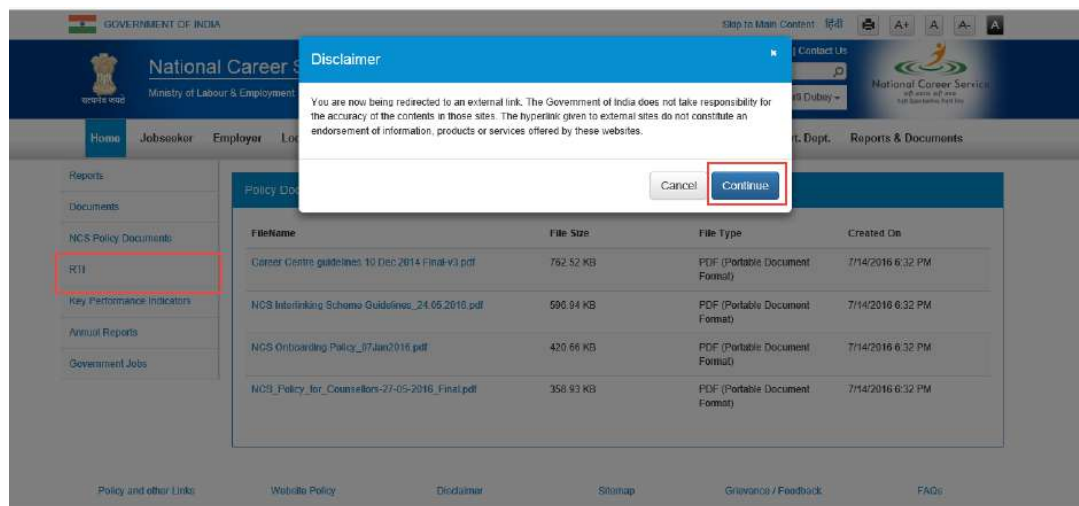 GOVERNMENT OF INDIA
Skip to Main Content
हिंदी
A+ A A- A
Contact Us
National Career S
Ministry of Labour & Employment
सत्यमेव जयते
National Career Service
Dubey
Home Jobseeker Employer Loc
t. Dept. Reports & Documents
Disclaimer
You are now being redirected to an external link. The Government of India does not take responsibility for
the accuracy of the contents in those sites. The hyperlink given to external sites do not constitute an
endorsement of information, products or services offered by these websites.
Cancel Continue
Reports
Documents
NCS Policy Documents
RTI
Key Performance Indicators
Annual Reports
Government Jobs
Policy Doc
FileName File Size File Type Created On
Career Centre guidelines 10 Dec 2014 Final-v3.pdf 762.52 KB PDF (Portable Document 7/14/2016 6:32 PM
Format)
NCS Interlinking Scheme Guidelines_24.05.2016.pdf 596.94 KB PDF (Portable Document 7/14/2016 6:32 PM
Format)
NCS Onboarding Policy_07Jan2016.pdf 420.66 KB PDF (Portable Document 7/14/2016 6:32 PM
Format)
NCS_Policy_for_Counsellors-27-05-2016_Final.pdf 358.93 KB PDF (Portable Document 7/14/2016 6:32 PM
Format)
Policy and other Links Website Policy Disclaimer Sitemap Grievance / Feedback FAQs